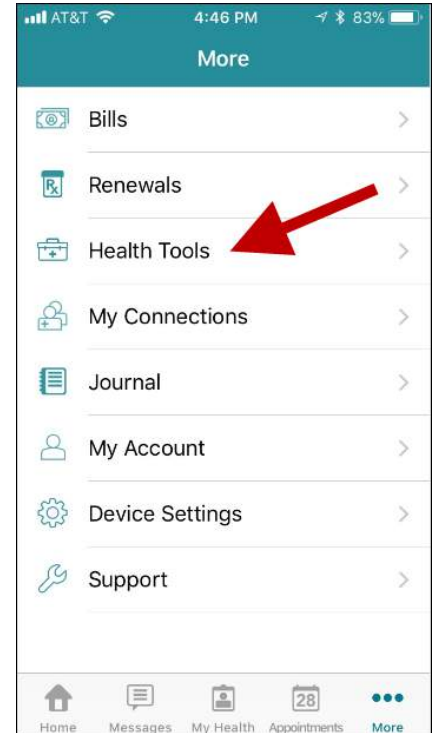 AT&T 4:46 PM 83%
More
Bills
Rx Renewals
Health Tools
My Connections
Journal
My Account
Device Settings
Support
28
Home Messages My Health Appointments More